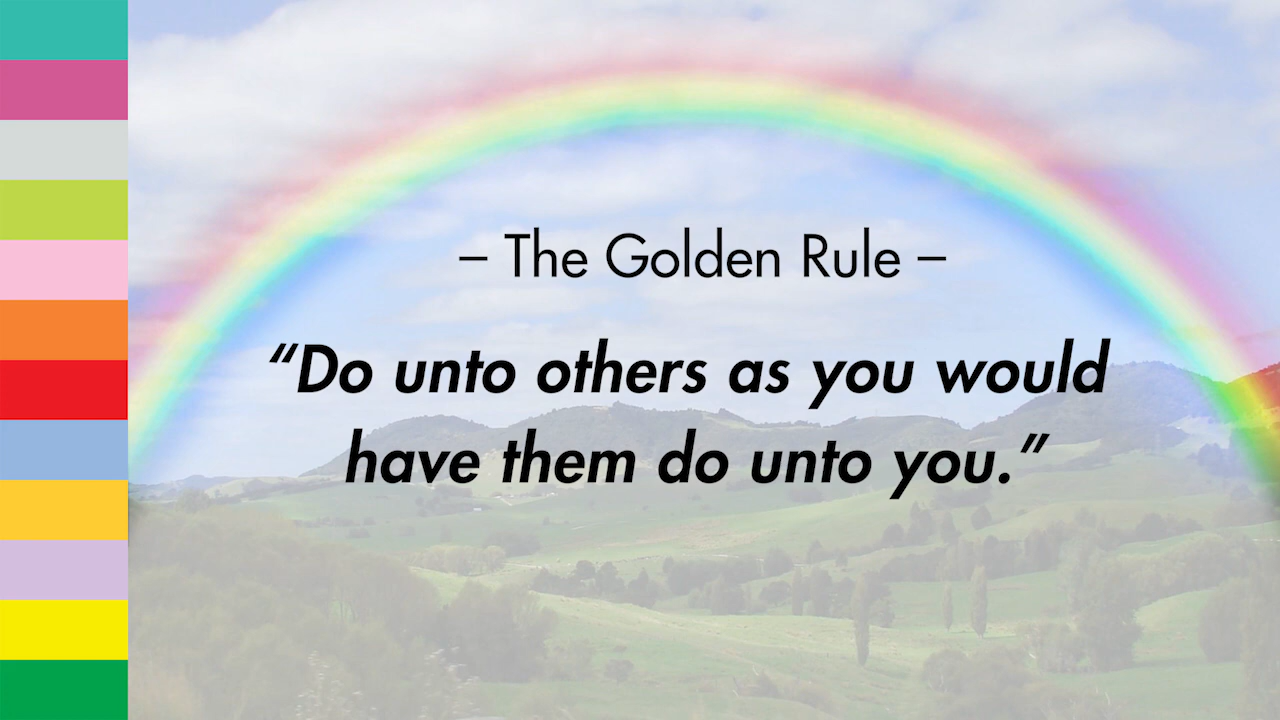 – The Golden Rule –
“Do unto others as you would
have them do unto you.”